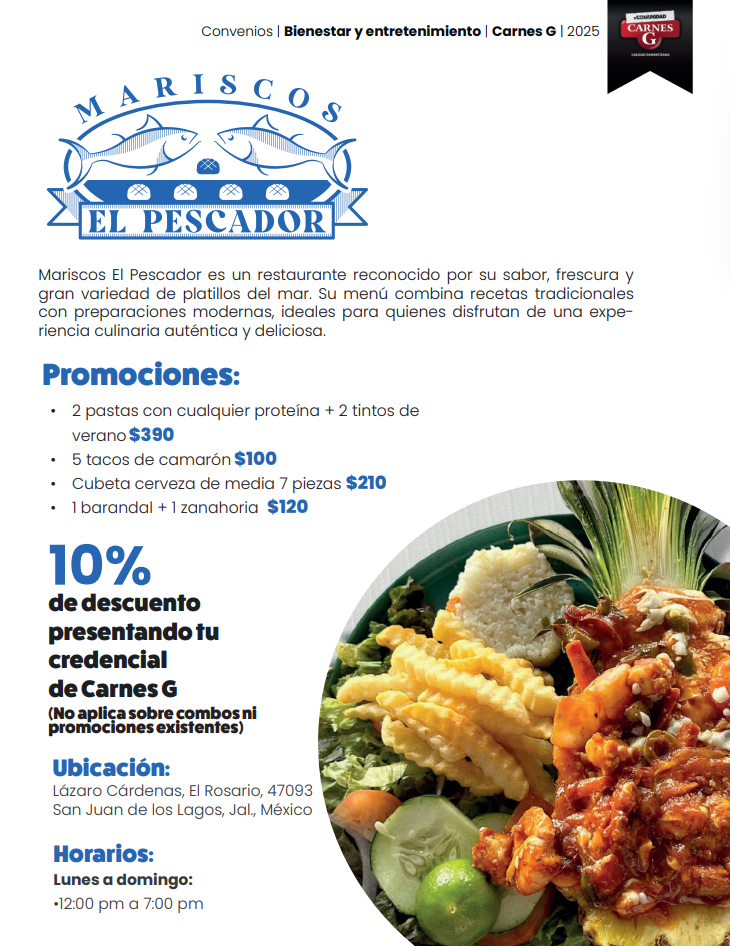 Convenios | Bienestar y entretenimiento | Carnes G | 2025
#COMUNIDAD
CARNES
G
CALIDAD GARANTIZADA
MARISCOS
EL PESCADOR
Mariscos El Pescador es un restaurante reconocido por su sabor, frescura y
gran variedad de platillos del mar. Su menú combina recetas tradicionales
con preparaciones modernas, ideales para quienes disfrutan de una expe-
riencia culinaria auténtica y deliciosa.
Promociones:
• 2 pastas con cualquier proteína + 2 tintos de
verano $390
• 5 tacos de camarón $100
• Cubeta cerveza de media 7 piezas $210
• 1 barandal + 1 zanahoria $120
10%
de descuento
presentando tu
credencial
de Carnes G
(No aplica sobre combos ni
promociones existentes)
Ubicación:
Lázaro Cárdenas, El Rosario, 47093
San Juan de los Lagos, Jal., México
Horarios:
Lunes a domingo:
•12:00 pm a 7:00 pm